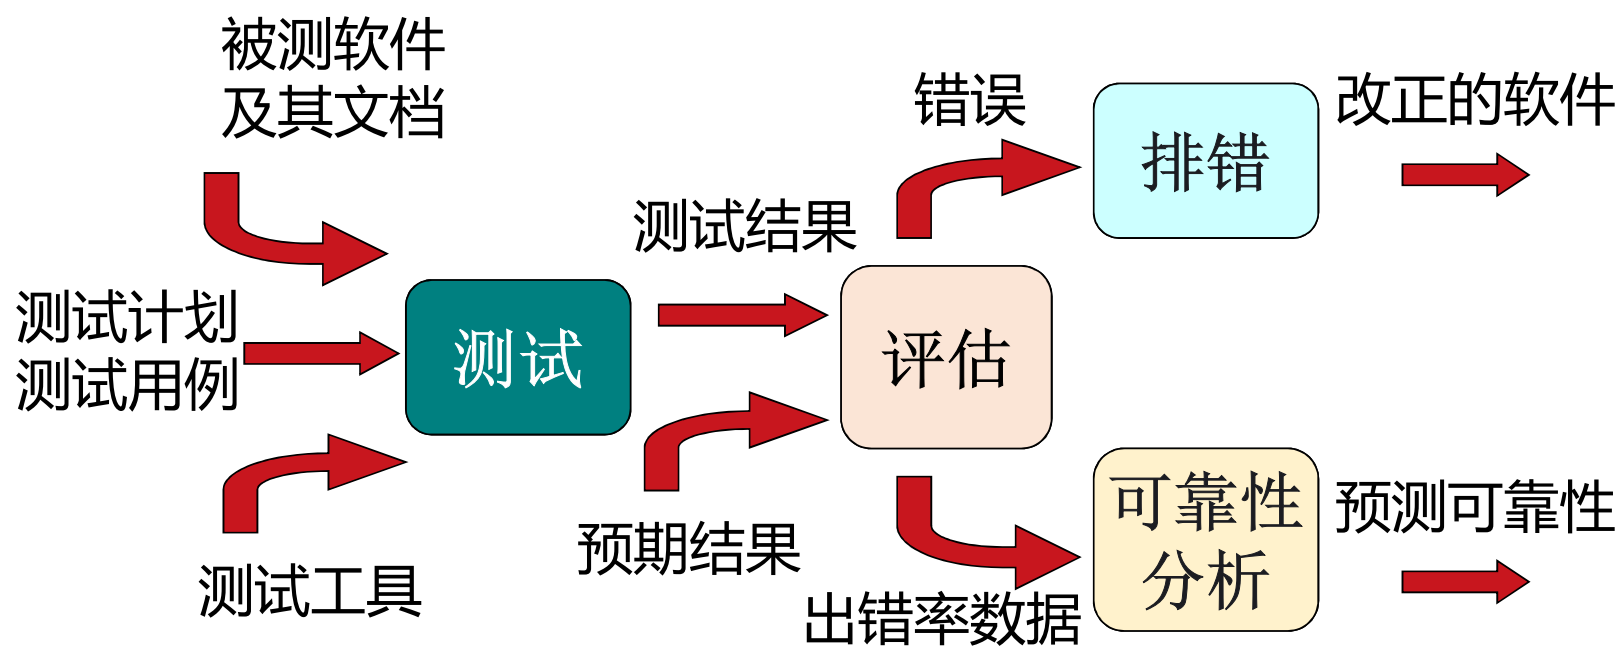 被测软件
及其文档
测试计划
测试用例
测试工具
测试
测试结果
预期结果
评估
错误
出错率数据
排错
可靠性
分析
改正的软件
预测可靠性